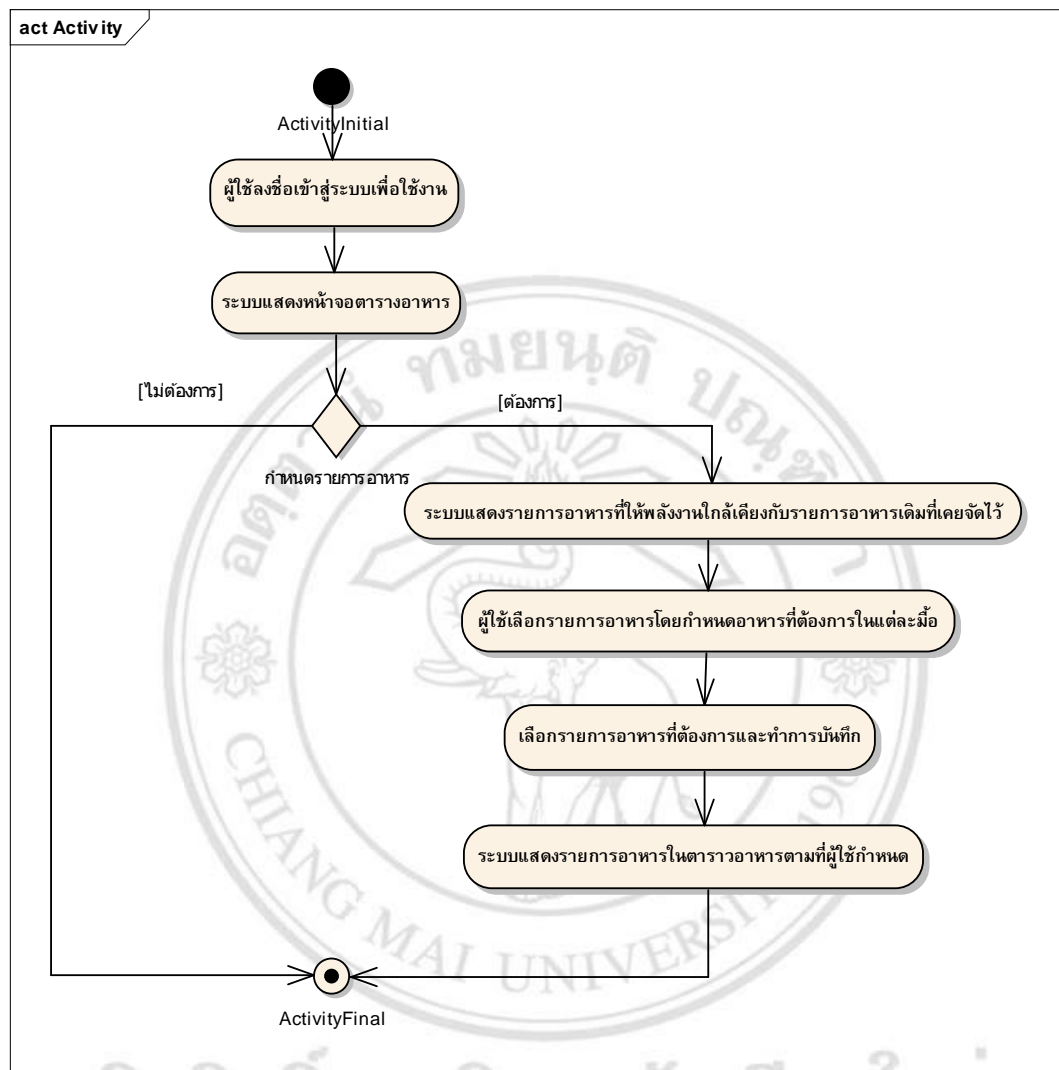 act Activity
ActivityInitial
ผู้ใช้ลงชื่อเข้าสู่ระบบเพื่อใช้งาน
ระบบแสดงหน้าจอตารางอาหาร
[ไม่ต้องการ]
[ต้องการ]
กำหนดรายการอาหาร
ระบบแสดงรายการอาหารที่ให้พลังงานใกล้เคียงกับรายการอาหารเดิมที่เคยจัดไว้
ผู้ใช้เลือกรายการอาหารโดยกำหนดอาหารที่ต้องการในแต่ละมื้อ
เลือกรายการอาหารที่ต้องการและทำการบันทึก
ระบบแสดงรายการอาหารในตาราวอาหารตามที่ผู้ใช้กำหนด
ActivityFinal
ทมยนฺติ
CHIANG MAI UNIVERSIT